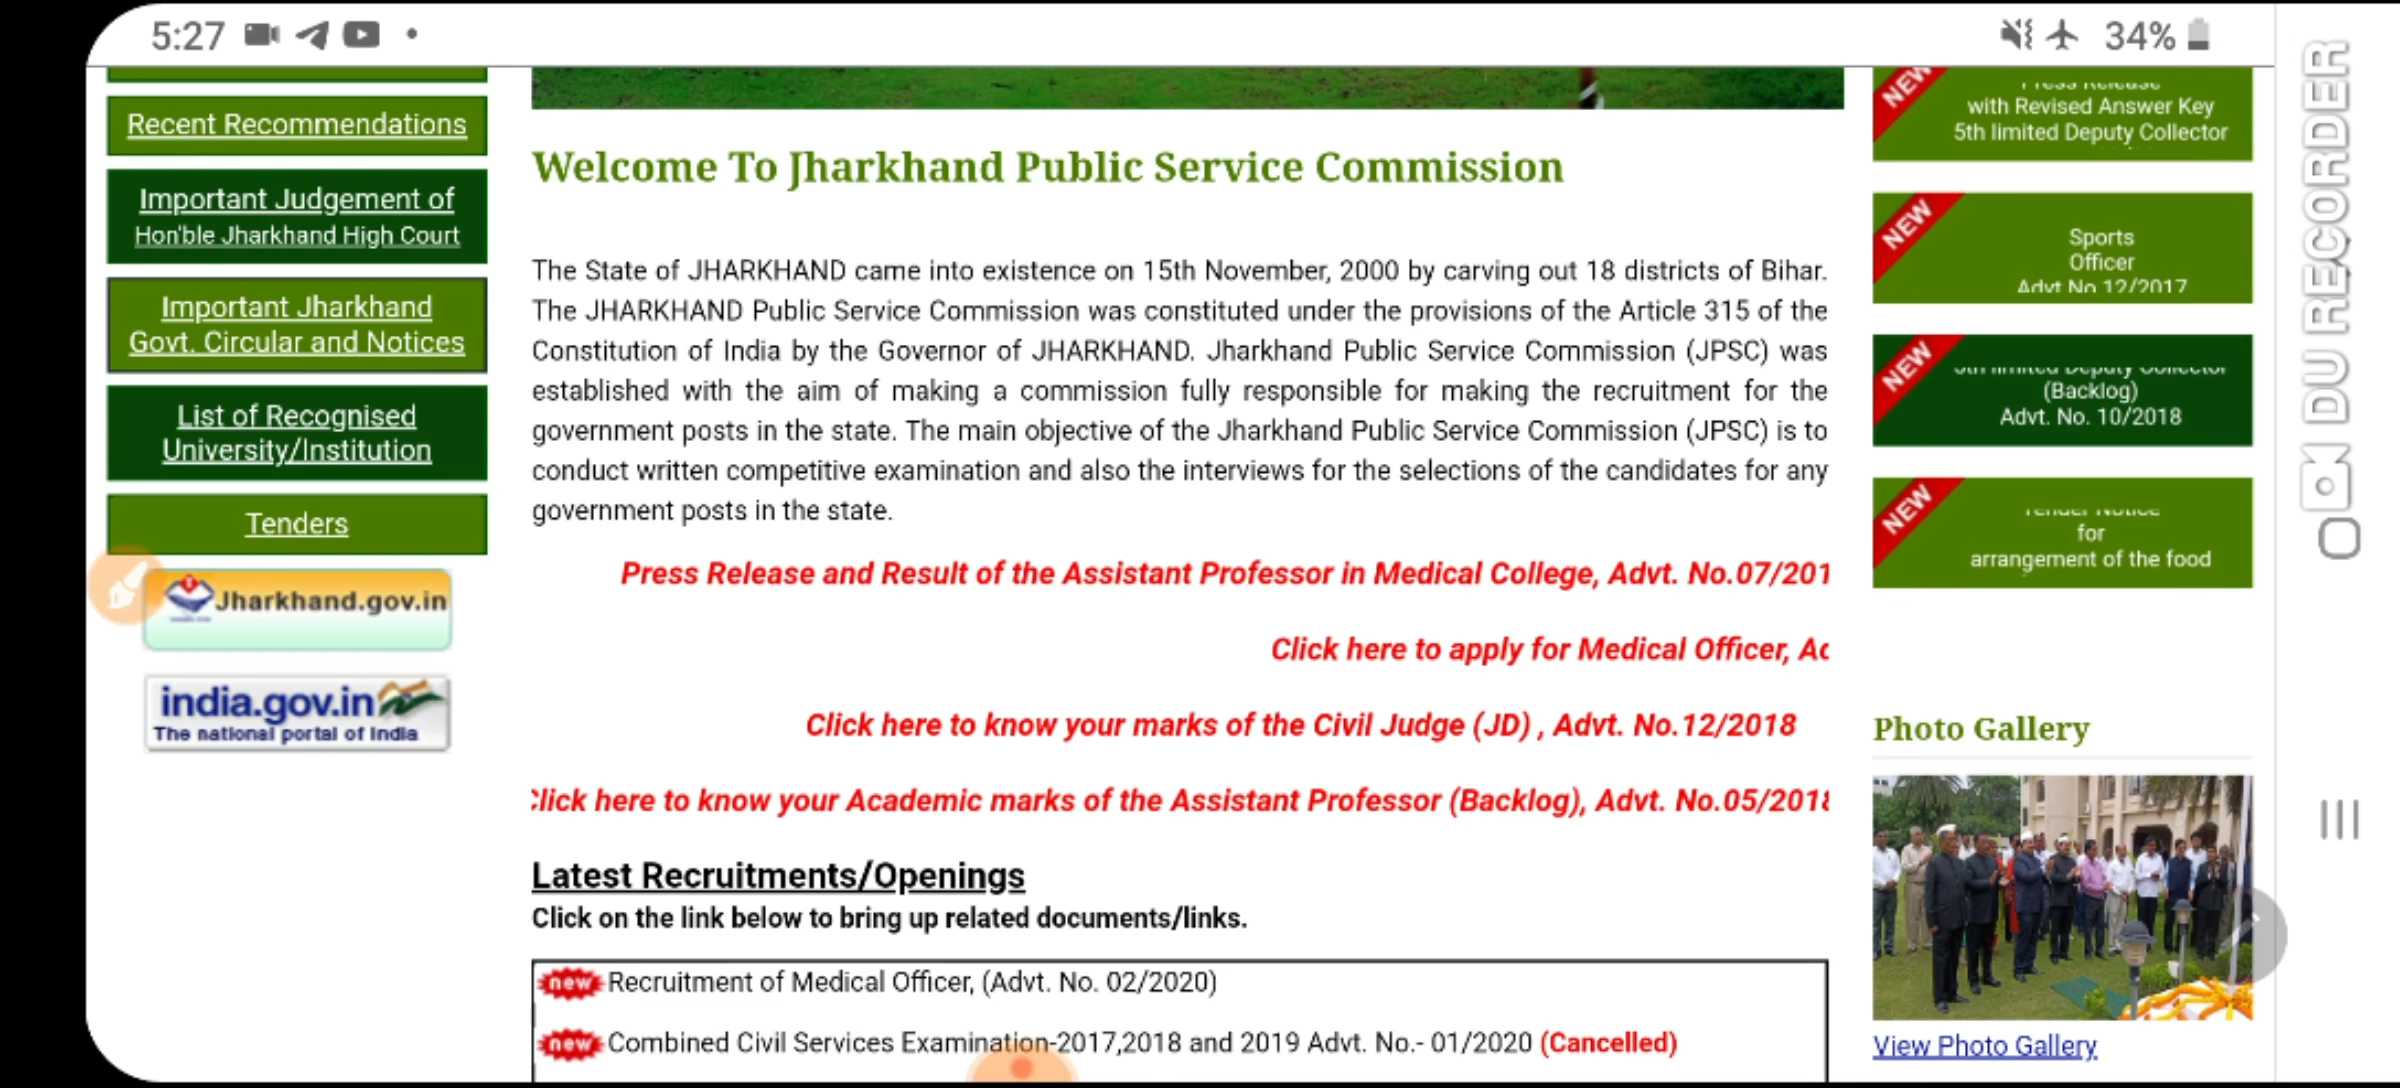 5:27
34%
Recent Recommendations
Important Judgement of
Hon'ble Jharkhand High Court
Important Jharkhand
Govt. Circular and Notices
List of Recognised
University/Institution
Tenders
Jharkhand.gov.in
india.gov.in
The national portal of India
Welcome To Jharkhand Public Service Commission
The State of JHARKHAND came into existence on 15th November, 2000 by carving out 18 districts of Bihar.
The JHARKHAND Public Service Commission was constituted under the provisions of the Article 315 of the
Constitution of India by the Governor of JHARKHAND. Jharkhand Public Service Commission (JPSC) was
established with the aim of making a commission fully responsible for making the recruitment for the
government posts in the state. The main objective of the Jharkhand Public Service Commission (JPSC) is to
conduct written competitive examination and also the interviews for the selections of the candidates for any
government posts in the state.
Press Release and Result of the Assistant Professor in Medical College, Advt. No.07/201
Click here to apply for Medical Officer,
Click here to know your marks of the Civil Judge (JD) , Advt. No.12/2018
lick here to know your Academic marks of the Assistant Professor (Backlog), Advt. No.05/2018
Latest Recruitments/Openings
Click on the link below to bring up related documents/links.
new Recruitment of Medical Officer, (Advt. No. 02/2020)
new Combined Civil Services Examination-2017,2018 and 2019 Advt. No.- 01/2020 (Cancelled)
NEW
Press Release
with Revised Answer Key
5th limited Deputy Collector
NEW
Sports
Officer
Advt No 12/2017
NEW
5th limited Deputy Collector
(Backlog)
Advt. No. 10/2018
NEW
Tender Notice
for
arrangement of the food
Photo Gallery
View Photo Gallery
DU RECORDER